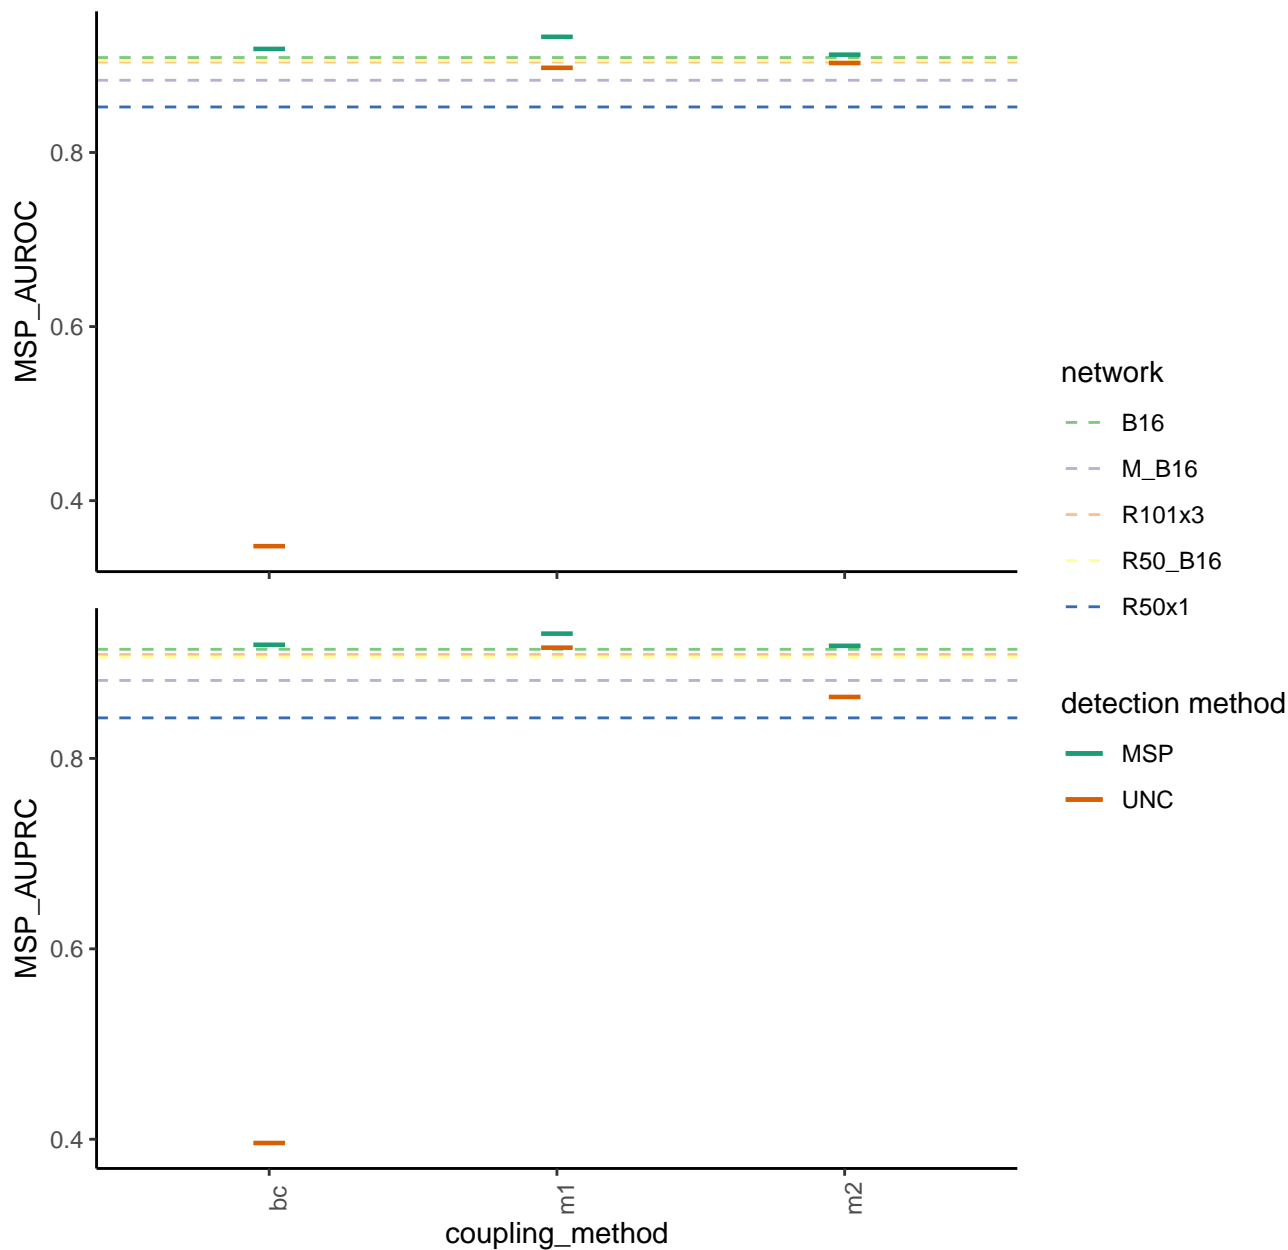 MSP_AUROC
0.8
0.6
0.4
MSP_AUPRC
0.8
0.6
0.4
bc
m1
m2
coupling_method
network
B16
M_B16
R101x3
R50_B16
R50x1
detection method
MSP
UNC